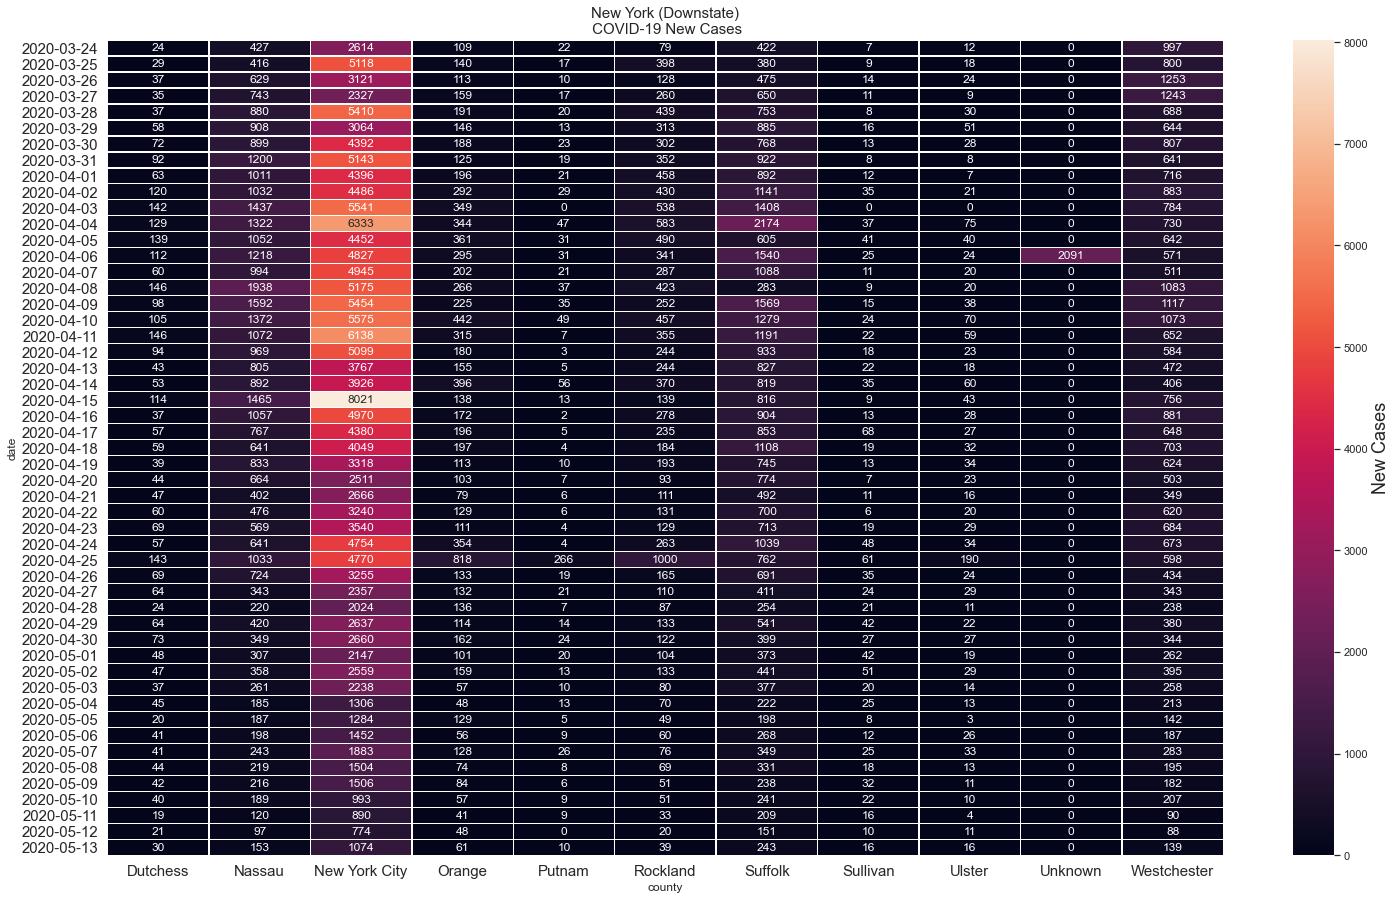 New York (Downstate)
COVID-19 New Cases
2020-03-24 24 427 2614 109 22 79 422 7 12 0 997
2020-03-25 29 416 5118 140 17 398 380 9 18 0 800
2020-03-26 37 629 3121 113 10 128 475 14 24 0 1253
2020-03-27 35 743 2327 159 17 260 650 11 9 0 1243
2020-03-28 37 880 5410 191 20 439 753 8 30 0 688
2020-03-29 58 908 3064 146 13 313 885 16 51 0 644
2020-03-30 72 899 4392 188 23 302 768 13 28 0 807
2020-03-31 92 1200 5143 125 19 352 922 8 8 0 641
2020-04-01 63 1011 4396 196 21 458 892 12 7 0 716
2020-04-02 120 1032 4486 292 29 430 1141 35 21 0 883
2020-04-03 142 1437 5541 349 0 538 1408 0 0 0 784
2020-04-04 129 1322 6333 344 47 583 2174 37 75 0 730
2020-04-05 139 1052 4452 361 31 490 605 41 40 0 642
2020-04-06 112 1218 4827 295 31 341 1540 25 24 2091 571
2020-04-07 60 994 4945 202 21 287 1088 11 20 0 511
2020-04-08 146 1938 5175 266 37 423 283 9 20 0 1083
2020-04-09 98 1592 5454 225 35 252 1569 15 38 0 1117
2020-04-10 105 1372 5575 442 49 457 1279 24 70 0 1073
2020-04-11 146 1072 6138 315 7 355 1191 22 59 0 652
2020-04-12 94 969 5099 180 3 244 933 18 23 0 584
2020-04-13 43 805 3767 155 5 244 827 22 18 0 472
2020-04-14 53 892 3926 396 56 370 819 35 60 0 406
2020-04-15 114 1465 8021 138 13 139 816 9 43 0 756
2020-04-16 37 1057 4970 172 2 278 904 13 28 0 881
2020-04-17 57 767 4380 196 5 235 853 68 27 0 648
2020-04-18 59 641 4049 197 4 184 1108 19 32 0 703
2020-04-19 39 833 3318 113 10 193 745 13 34 0 624
2020-04-20 44 664 2511 103 7 93 774 7 23 0 503
2020-04-21 47 402 2666 79 6 111 492 11 16 0 349
2020-04-22 60 476 3240 129 6 131 700 6 20 0 620
2020-04-23 69 569 3540 111 4 129 713 19 29 0 684
2020-04-24 57 641 4754 354 4 263 1039 48 34 0 673
2020-04-25 143 1033 4770 818 266 1000 762 61 190 0 598
2020-04-26 69 724 3255 133 19 165 691 35 24 0 434
2020-04-27 64 343 2357 132 21 110 411 24 29 0 343
2020-04-28 24 220 2024 136 7 87 254 21 11 0 238
2020-04-29 64 420 2637 114 14 133 541 42 22 0 380
2020-04-30 73 349 2660 162 24 122 399 27 27 0 344
2020-05-01 48 307 2147 101 20 104 373 42 19 0 262
2020-05-02 47 358 2559 159 13 133 441 51 29 0 395
2020-05-03 37 261 2238 57 10 80 377 20 14 0 258
2020-05-04 45 185 1306 48 13 70 222 25 13 0 213
2020-05-05 20 187 1284 129 5 49 198 8 3 0 142
2020-05-06 41 198 1452 56 9 60 268 12 26 0 187
2020-05-07 41 243 1883 128 26 76 349 25 33 0 283
2020-05-08 44 219 1504 74 8 69 331 18 13 0 195
2020-05-09 42 216 1506 84 6 51 238 32 11 0 182
2020-05-10 40 189 993 57 9 51 241 22 10 0 207
2020-05-11 19 120 890 41 9 33 209 16 4 0 90
2020-05-12 21 97 774 48 0 20 151 10 11 0 88
2020-05-13 30 153 1074 61 10 39 243 16 16 0 139
Dutchess Nassau New York City Orange Putnam Rockland Suffolk Sullivan Ulster Unknown Westchester
county
date
8000
7000
6000
5000
4000
3000
2000
1000
0
New Cases